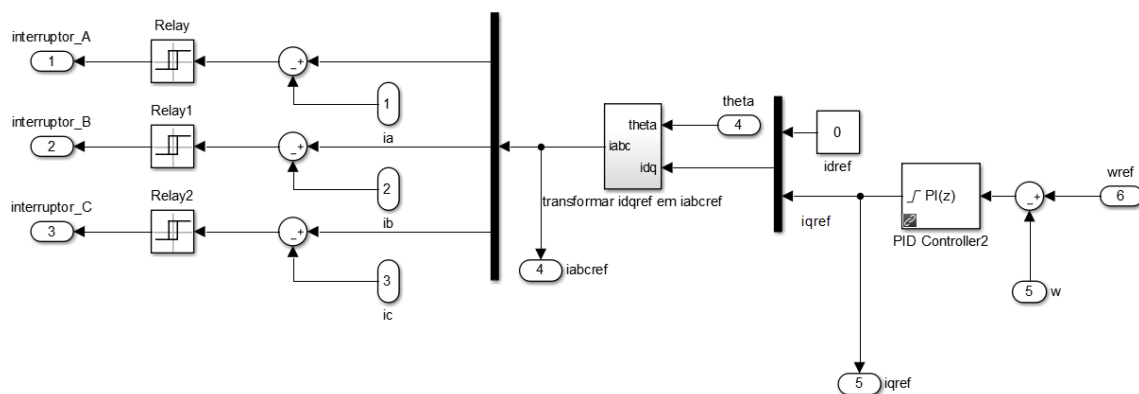 Relay
interruptor_A
1
− +
1
ia
Relay1
interruptor_B
2
− +
2
ib
Relay2
interruptor_C
3
− +
3
ic
theta
4
theta
iabc
idq
transformar idqref em iabcref
4
iabcref
0
idref
iqref
PI(z)
PID Controller2
− +
wref
6
5
w
5
iqref